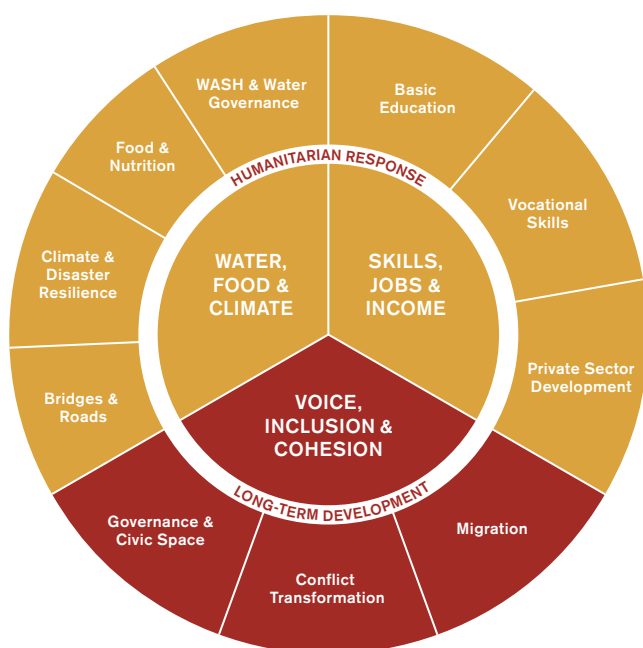 WASH & Water
Governance
Basic
Education
Food &
Nutrition
HUMANITARIAN RESPONSE
Vocational
Skills
Climate &
Disaster
Resilience
WATER,
FOOD &
CLIMATE
SKILLS,
JOBS &
INCOME
Private Sector
Development
Bridges &
Roads
VOICE,
INCLUSION &
COHESION
LONG-TERM DEVELOPMENT
Governance &
Civic Space
Migration
Conflict
Transformation